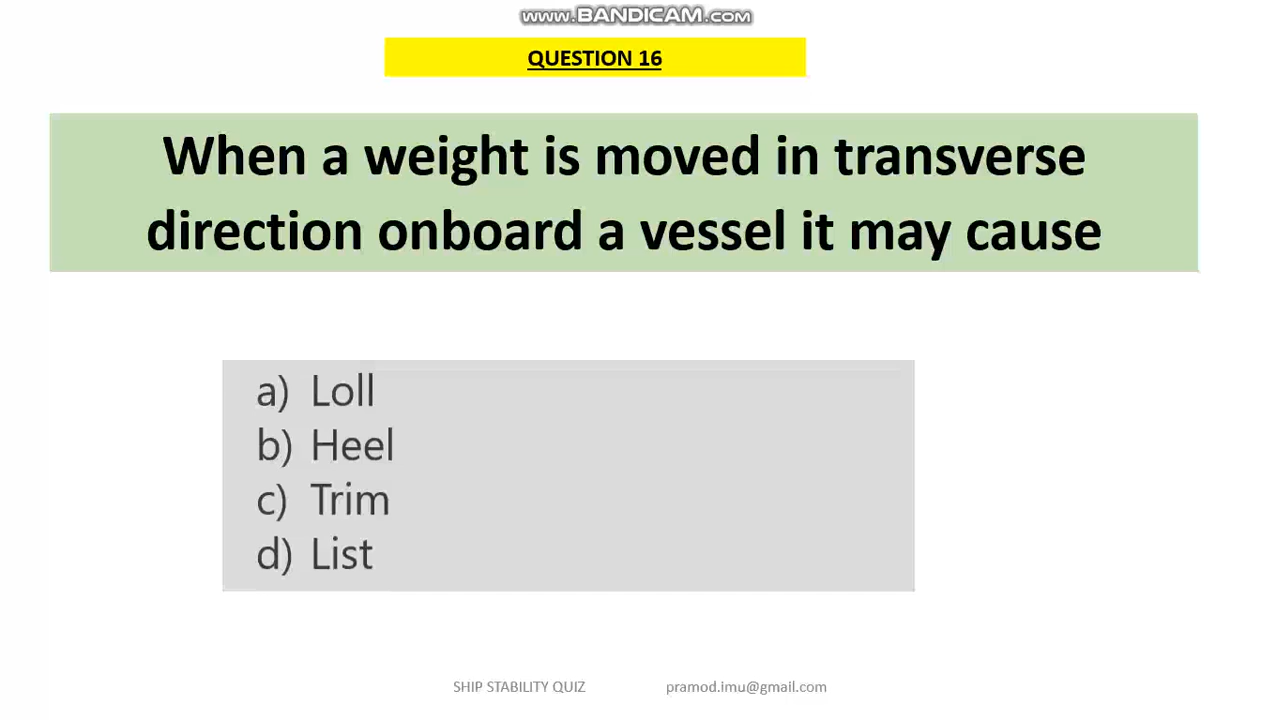 www.BANDICAM.com
QUESTION 16
When a weight is moved in transverse
direction onboard a vessel it may cause
a) Loll
b) Heel
c) Trim
d) List
SHIP STABILITY QUIZ pramod.imu@gmail.com